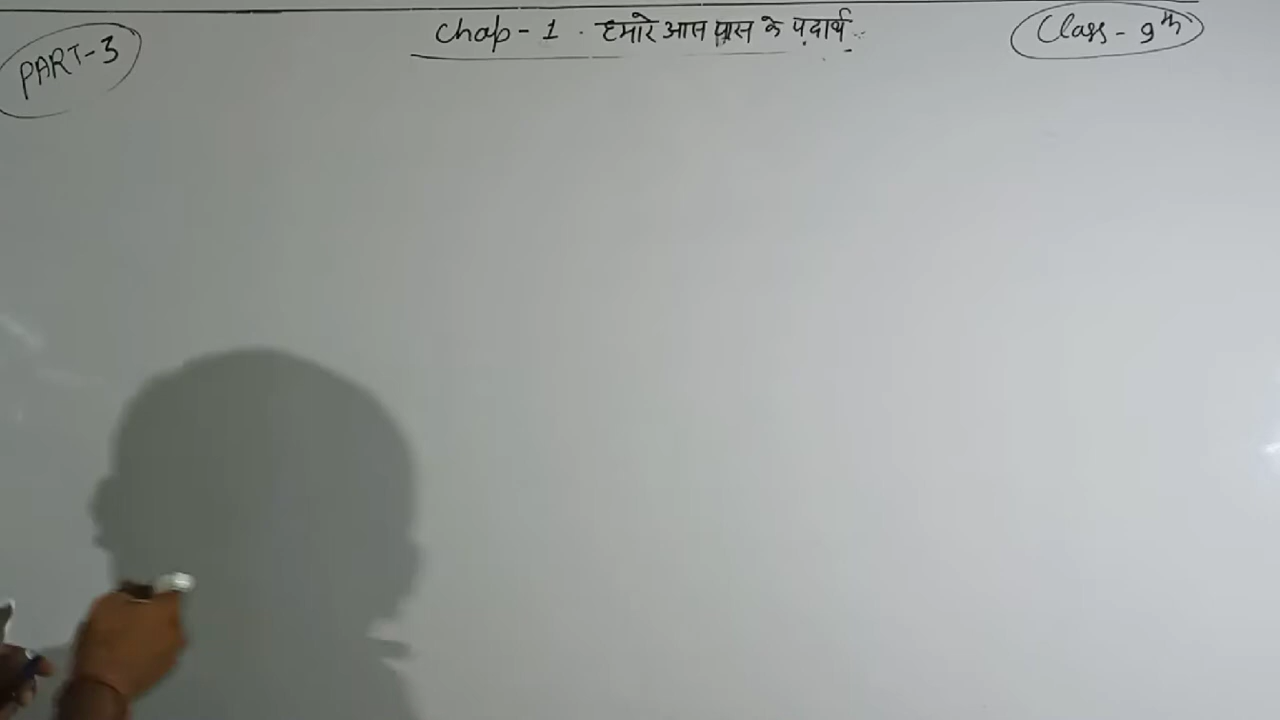 PART-3
Chap-1. हमारे आस पास के पदार्थ
Class-9th